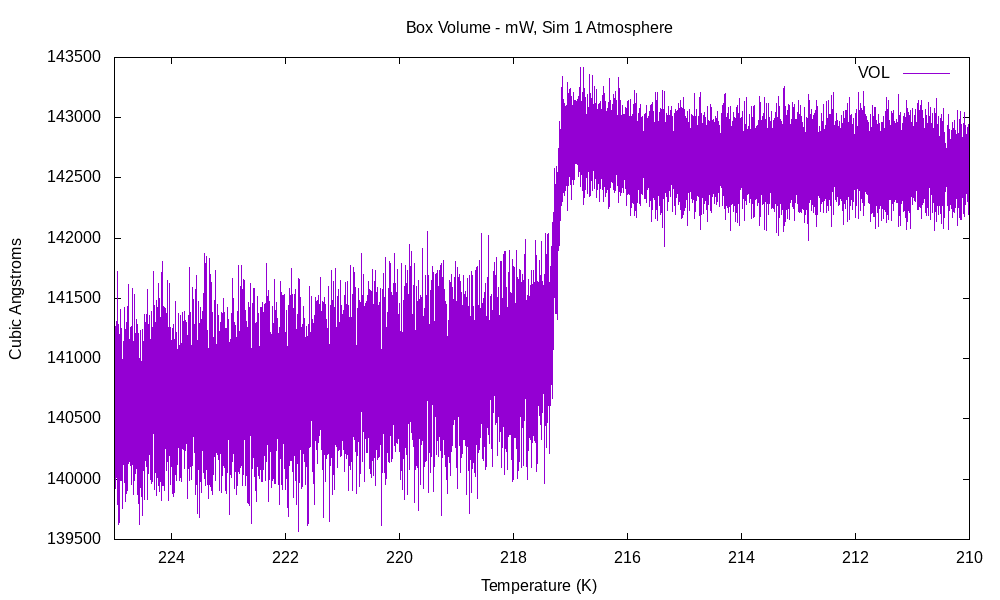 Box Volume - mW, Sim 1 Atmosphere
VOL
Cubic Angstroms
143500
143000
142500
142000
141500
141000
140500
140000
139500
224 222 220 218 216 214 212 210
Temperature (K)